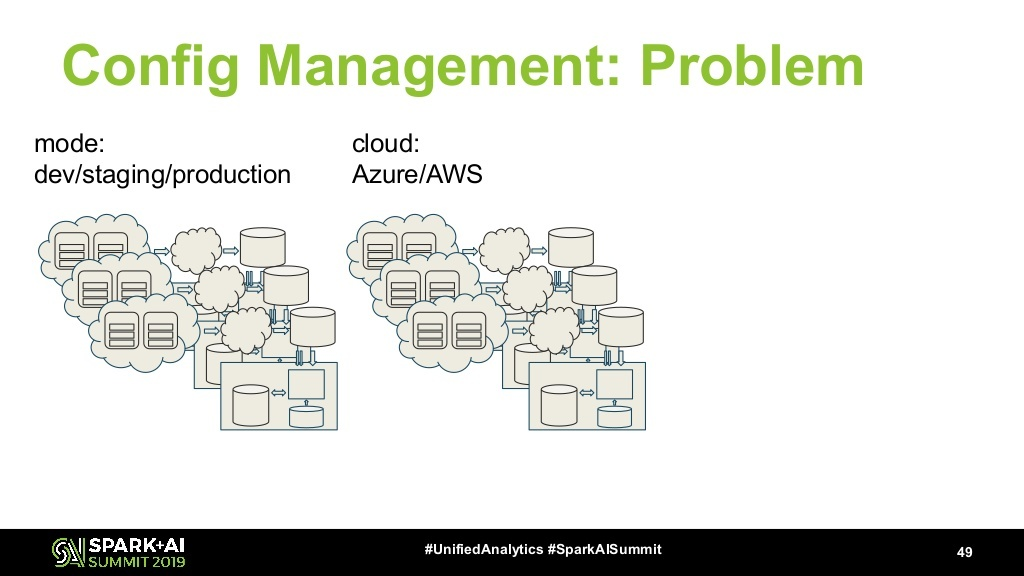 Config Management: Problem
mode:
dev/staging/production
cloud:
Azure/AWS
SPARK+AI
SUMMIT 2019
#UnifiedAnalytics #SparkAISummit
49